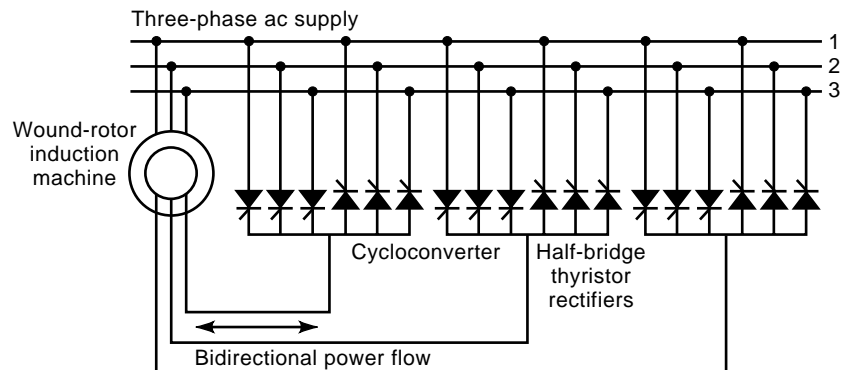 Three-phase ac supply
1
2
3
Wound-rotor
induction
machine
Cycloconverter
Half-bridge
thyristor
rectifiers
Bidirectional power flow